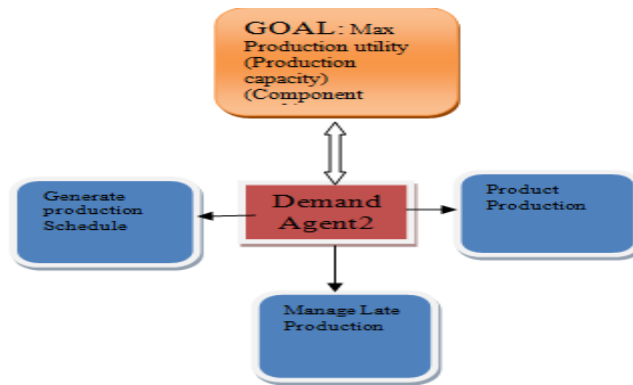 GOAL: Max
Production utility
(Production
capacity)
(Component
Generate
production
Schedule
Demand
Agent2
Product
Production
Manage Late
Production